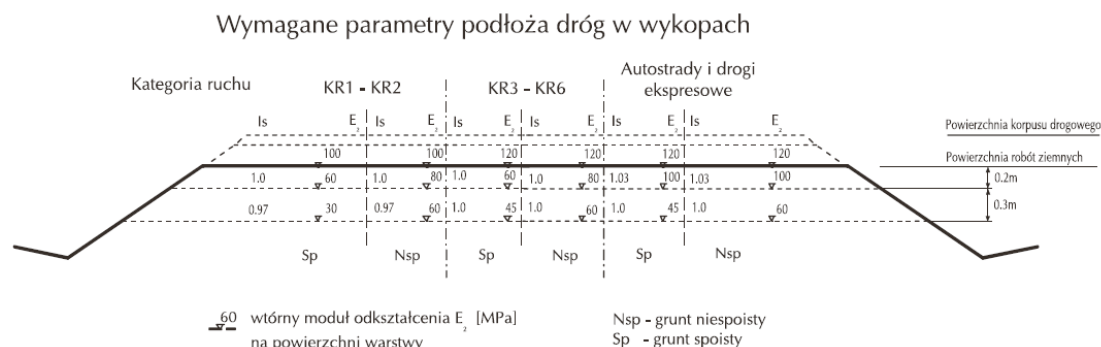 Wymagane parametry podłoża dróg w wykopach
Kategoria ruchu
KR1 - KR2
KR3 - KR6
Autostrady i drogi
ekspresowe
Is E₂ Is E₂ Is E₂ Is E₂ Is E₂ Is E₂
Powierzchnia korpusu drogowego
100 100 120 120 120 120
Powierzchnia robót ziemnych
1.0 60 1.0 80 1.0 60 1.0 80 1.03 100 1.03 100
0.2m
0.97 30 0.97 60 1.0 45 1.0 60 1.0 45 1.0 60
0.3m
Sp Nsp Sp Nsp Sp Nsp
60 wtórny moduł odkształcenia E₂ [MPa]
na powierzchni warstwy
Nsp - grunt niespoisty
Sp - grunt spoisty